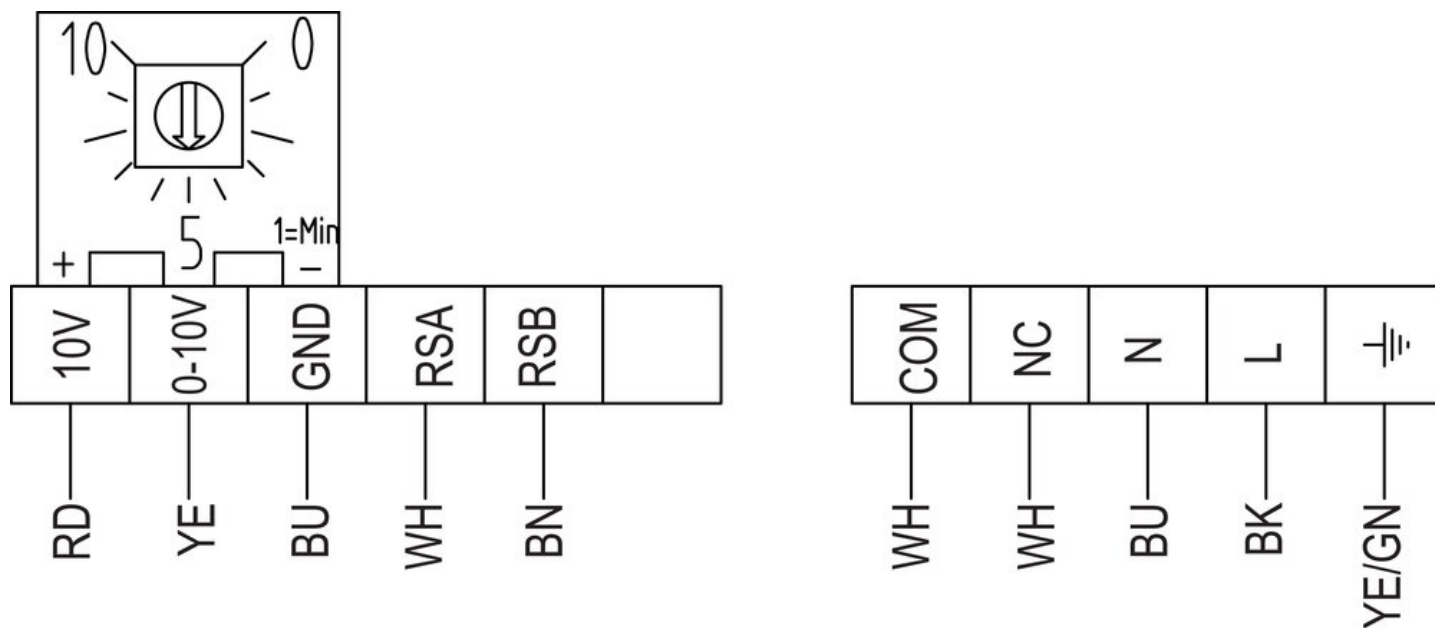 10 0
5 1=Min
+ -
10V 0-10V GND RSA RSB
RD YE BU WH BN
COM NC N L
WH WH BU BK YE/GN